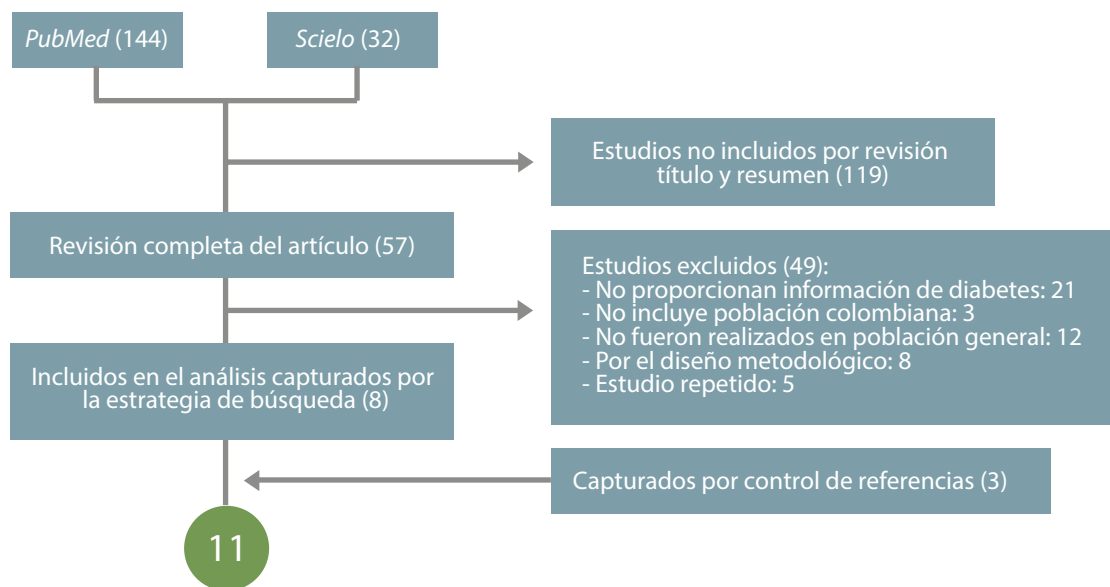 PubMed (144)
Scielo (32)
Estudios no incluidos por revisión
título y resumen (119)
Revisión completa del artículo (57)
Estudios excluidos (49):
- No proporcionan información de diabetes: 21
- No incluye población colombiana: 3
- No fueron realizados en población general: 12
- Por el diseño metodológico: 8
- Estudio repetido: 5
Incluidos en el análisis capturados por
la estrategia de búsqueda (8)
Capturados por control de referencias (3)
11